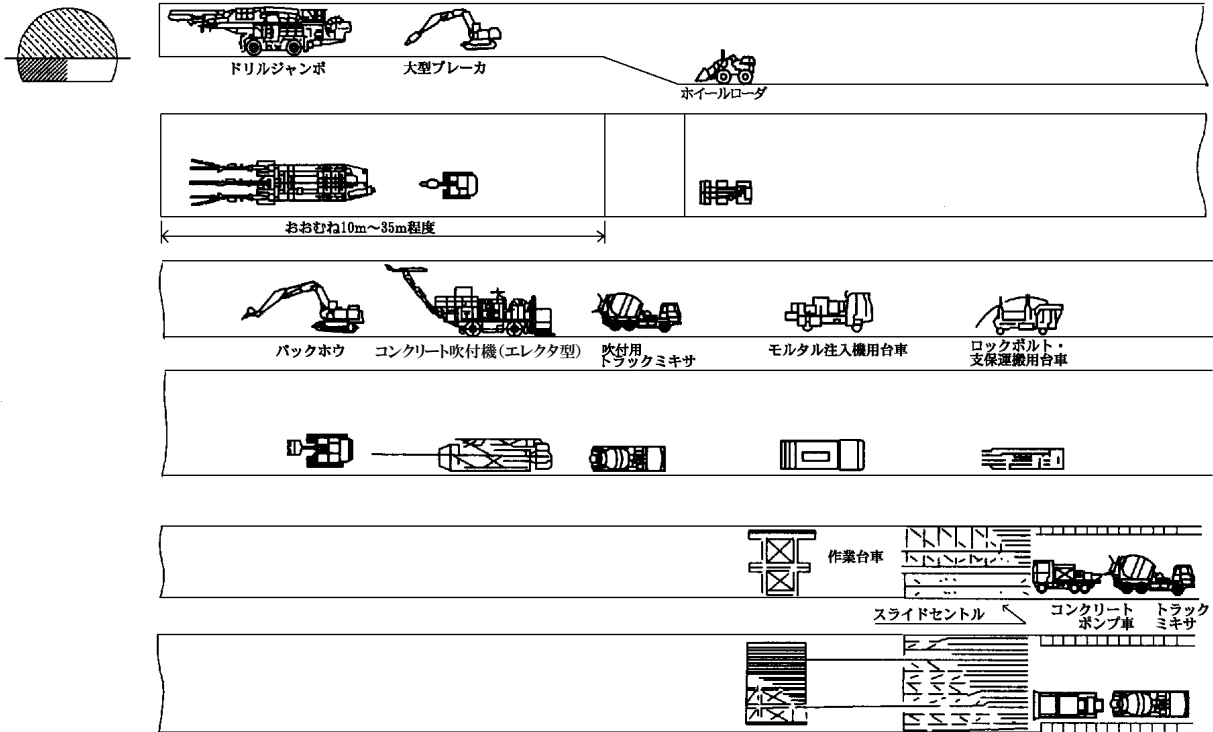 ドリルジャンボ
大型ブレーカ
ホイールローダ
おおむね10m〜35m程度
バックホウ
コンクリート吹付機(エレクタ型)
吹付用
トラックミキサ
モルタル注入機用台車
ロックボルト・
支保運搬用台車
作業台車
スライドセントル
コンクリート
ポンプ車
トラック
ミキサ